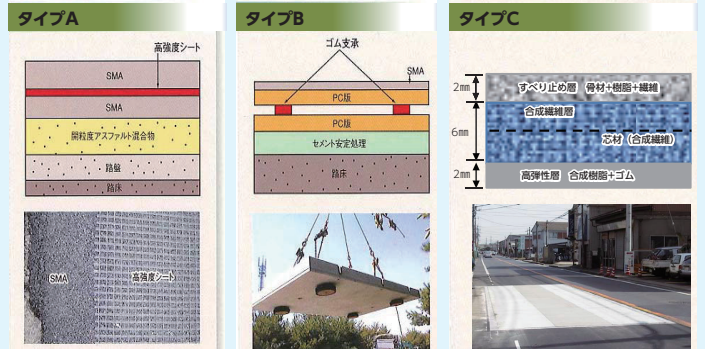 タイプA
高強度シート
SMA
SMA
開粒度アスファルト混合物
路盤
路床
SMA
高強度シート
タイプB
ゴム支承
SMA
PC版
PC版
セメント安定処理
路床
タイプC
2mm
すべり止め層 骨材+樹脂+繊維
合成繊維層
6mm
芯材(合成繊維)
2mm
高弾性層 合成樹脂+ゴム